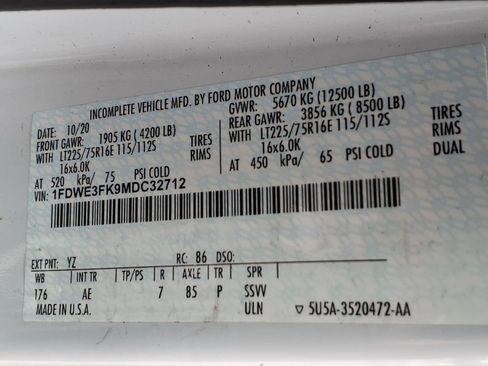 INCOMPLETE VEHICLE MFD. BY FORD MOTOR COMPANY
DATE: 10/20 GVWR: 5670 KG (12500 LB)
FRONT GAWR: 1905 KG ( 4200 LB) REAR GAWR: 3856 KG ( 8500 LB)
WITH LT225/75R16E 115/112S TIRES WITH LT225/75R16E 115/112S TIRES
16x6.0K RIMS 16x6.0K RIMS
AT 520 kPa/ 75 PSI COLD AT 450 kPa/ 65 PSI COLD DUAL
VIN: 1FDWE3FK9MDC32712
EXT PNT: YZ RC: 86 DSO:
WB INT TR TP/PS R AXLE TR SPR
176 AE 7 85 P SSVV
MADE IN U.S.A. ULN ▽ 5U5A-3520472-AA